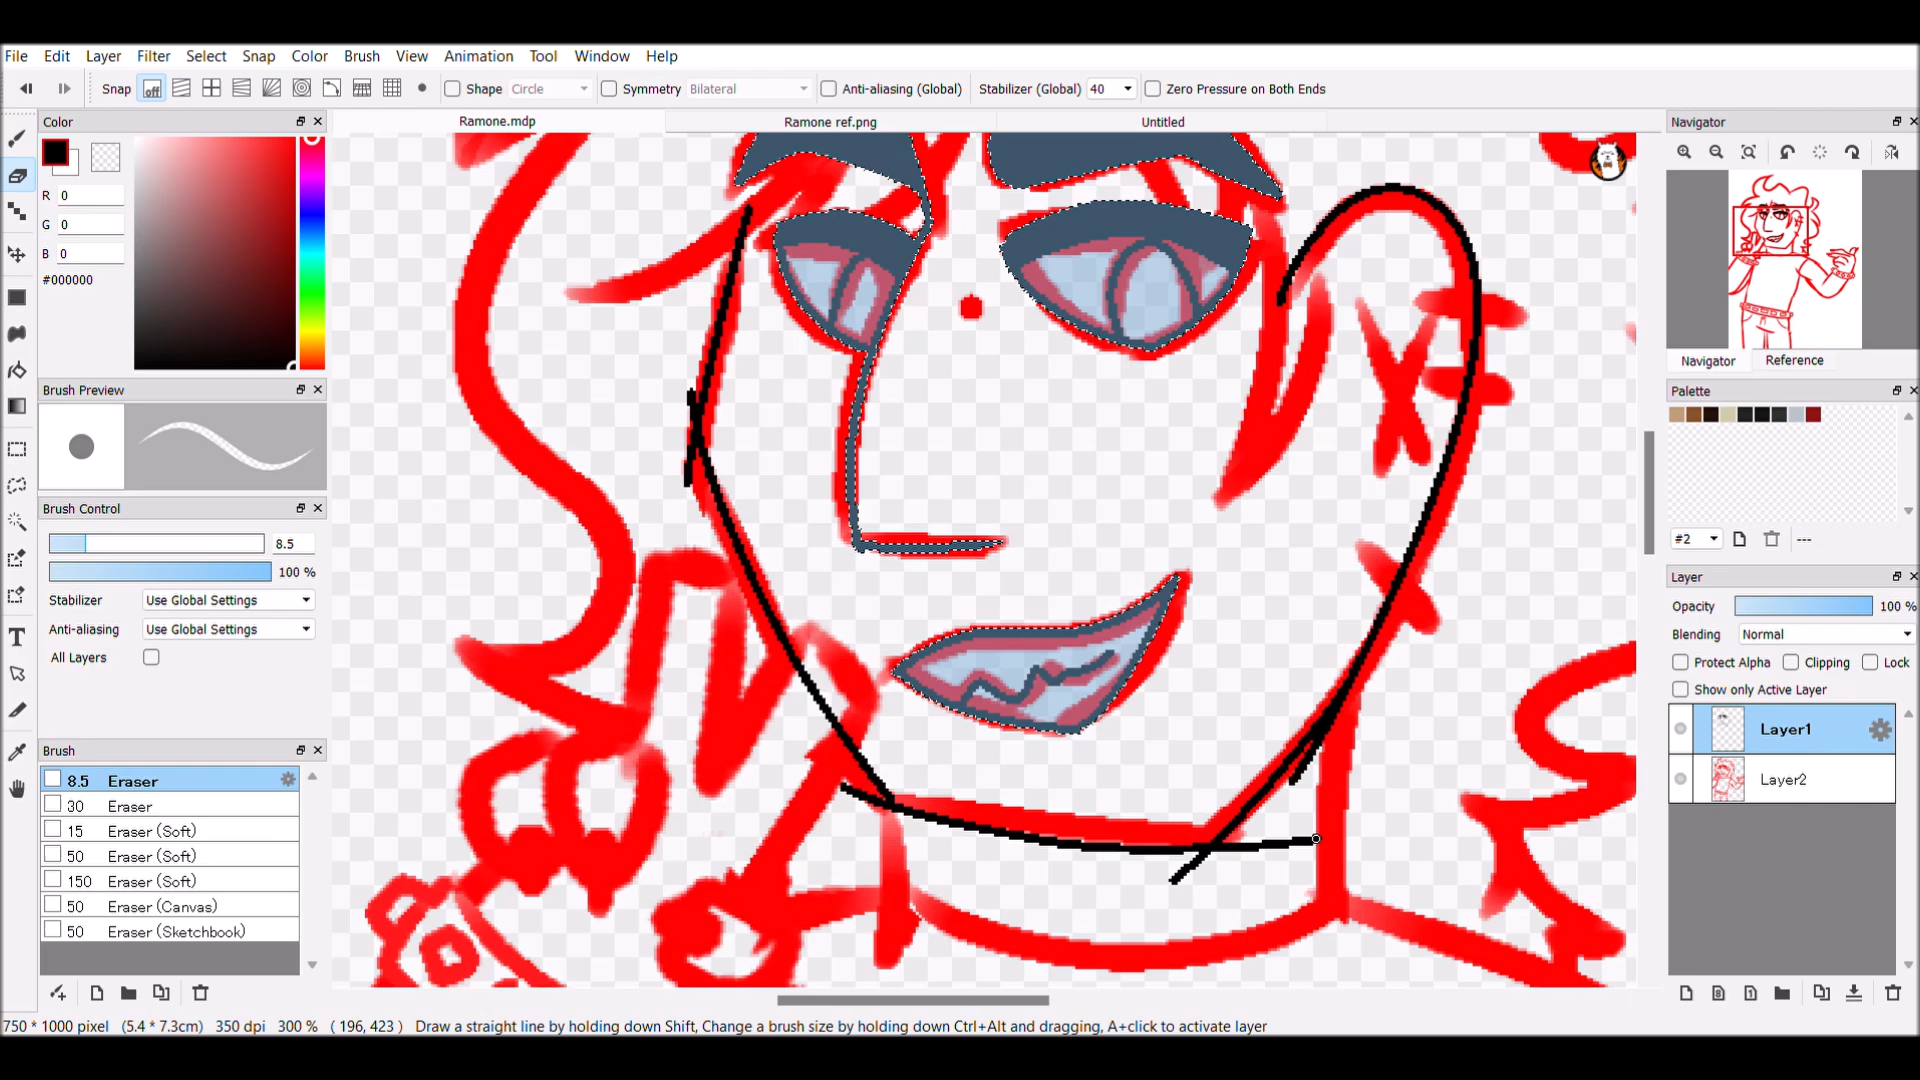 File Edit Layer Filter Select Snap Color Brush View Animation Tool Window Help
Snap off Shape Circle Symmetry Bilateral Anti-aliasing (Global) Stabilizer (Global) 40 Zero Pressure on Both Ends
Color
Ramone.mdp
Ramone ref.png
Untitled
Navigator
R 0
G 0
B 0
#000000
Navigator Reference
Brush Preview
Palette
Brush Control
8.5
100 %
#2
---
Layer
Stabilizer Use Global Settings
Opacity 100 %
Anti-aliasing Use Global Settings
Blending Normal
All Layers
Protect Alpha Clipping Lock
Show only Active Layer
Layer1
Layer2
Brush
8.5 Eraser
30 Eraser
15 Eraser (Soft)
50 Eraser (Soft)
150 Eraser (Soft)
50 Eraser (Canvas)
50 Eraser (Sketchbook)
750 * 1000 pixel (5.4 * 7.3cm) 350 dpi 300 % ( 196, 423 ) Draw a straight line by holding down Shift, Change a brush size by holding down Ctrl+Alt and dragging, A+click to activate layer